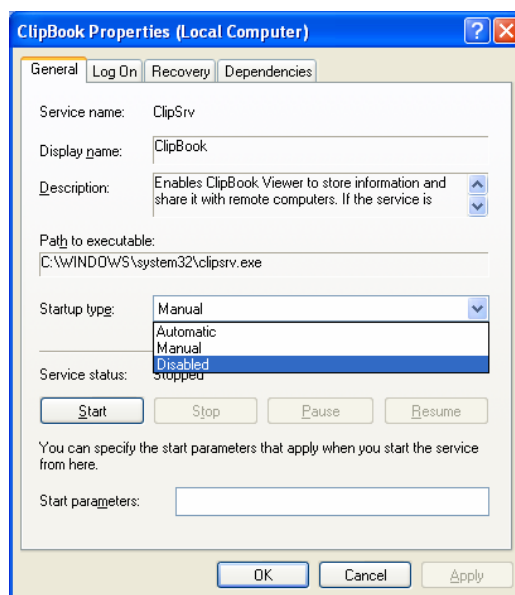 ClipBook Properties (Local Computer)
General Log On Recovery Dependencies
Service name: ClipSrv
Display name: ClipBook
Description: Enables ClipBook Viewer to store information and
share it with remote computers. If the service is
Path to executable:
C:\WINDOWS\system32\clipsrv.exe
Startup type: Manual
Automatic
Manual
Disabled
Service status: Stopped
Start Stop Pause Resume
You can specify the start parameters that apply when you start the service
from here.
Start parameters:
OK Cancel Apply